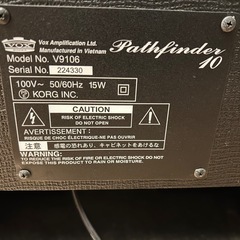 VOX
Vox Amplification Ltd.
Manufactured in Vietnam
Pathfinder
10
Model No. V9106
Serial No. 224330
100V~ 50/60Hz 15W
KORG INC.
CAUTION
RISK OF ELECTRIC SHOCK
DO NOT OPEN
AVERTISSEMENT:
RISQUE DE CHOC ELECTRIQUE
NE PAS OUVRIR
注意 感電の恐れあり、キャビネットをあけるな
WARNING: TO REDUCE THE RISK OF FIRE OR
ELECTRIC SHOCK DO NOT EXPOSE
THIS PRODUCT TO RAIN OR MOISTURE.